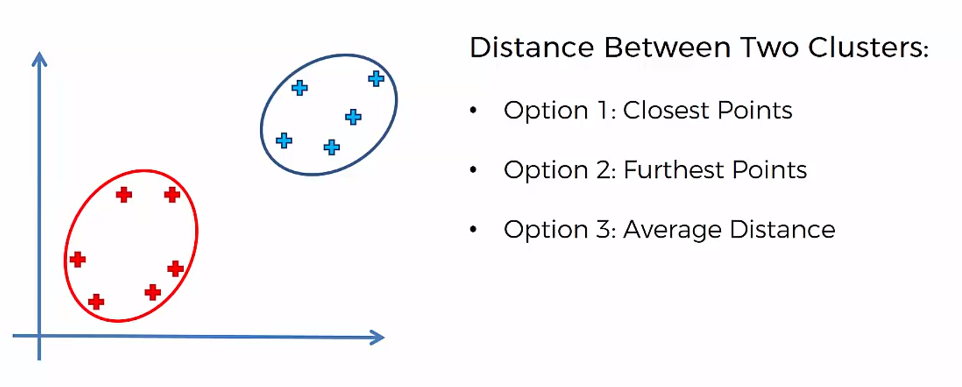 Distance Between Two Clusters:
• Option 1: Closest Points
• Option 2: Furthest Points
• Option 3: Average Distance